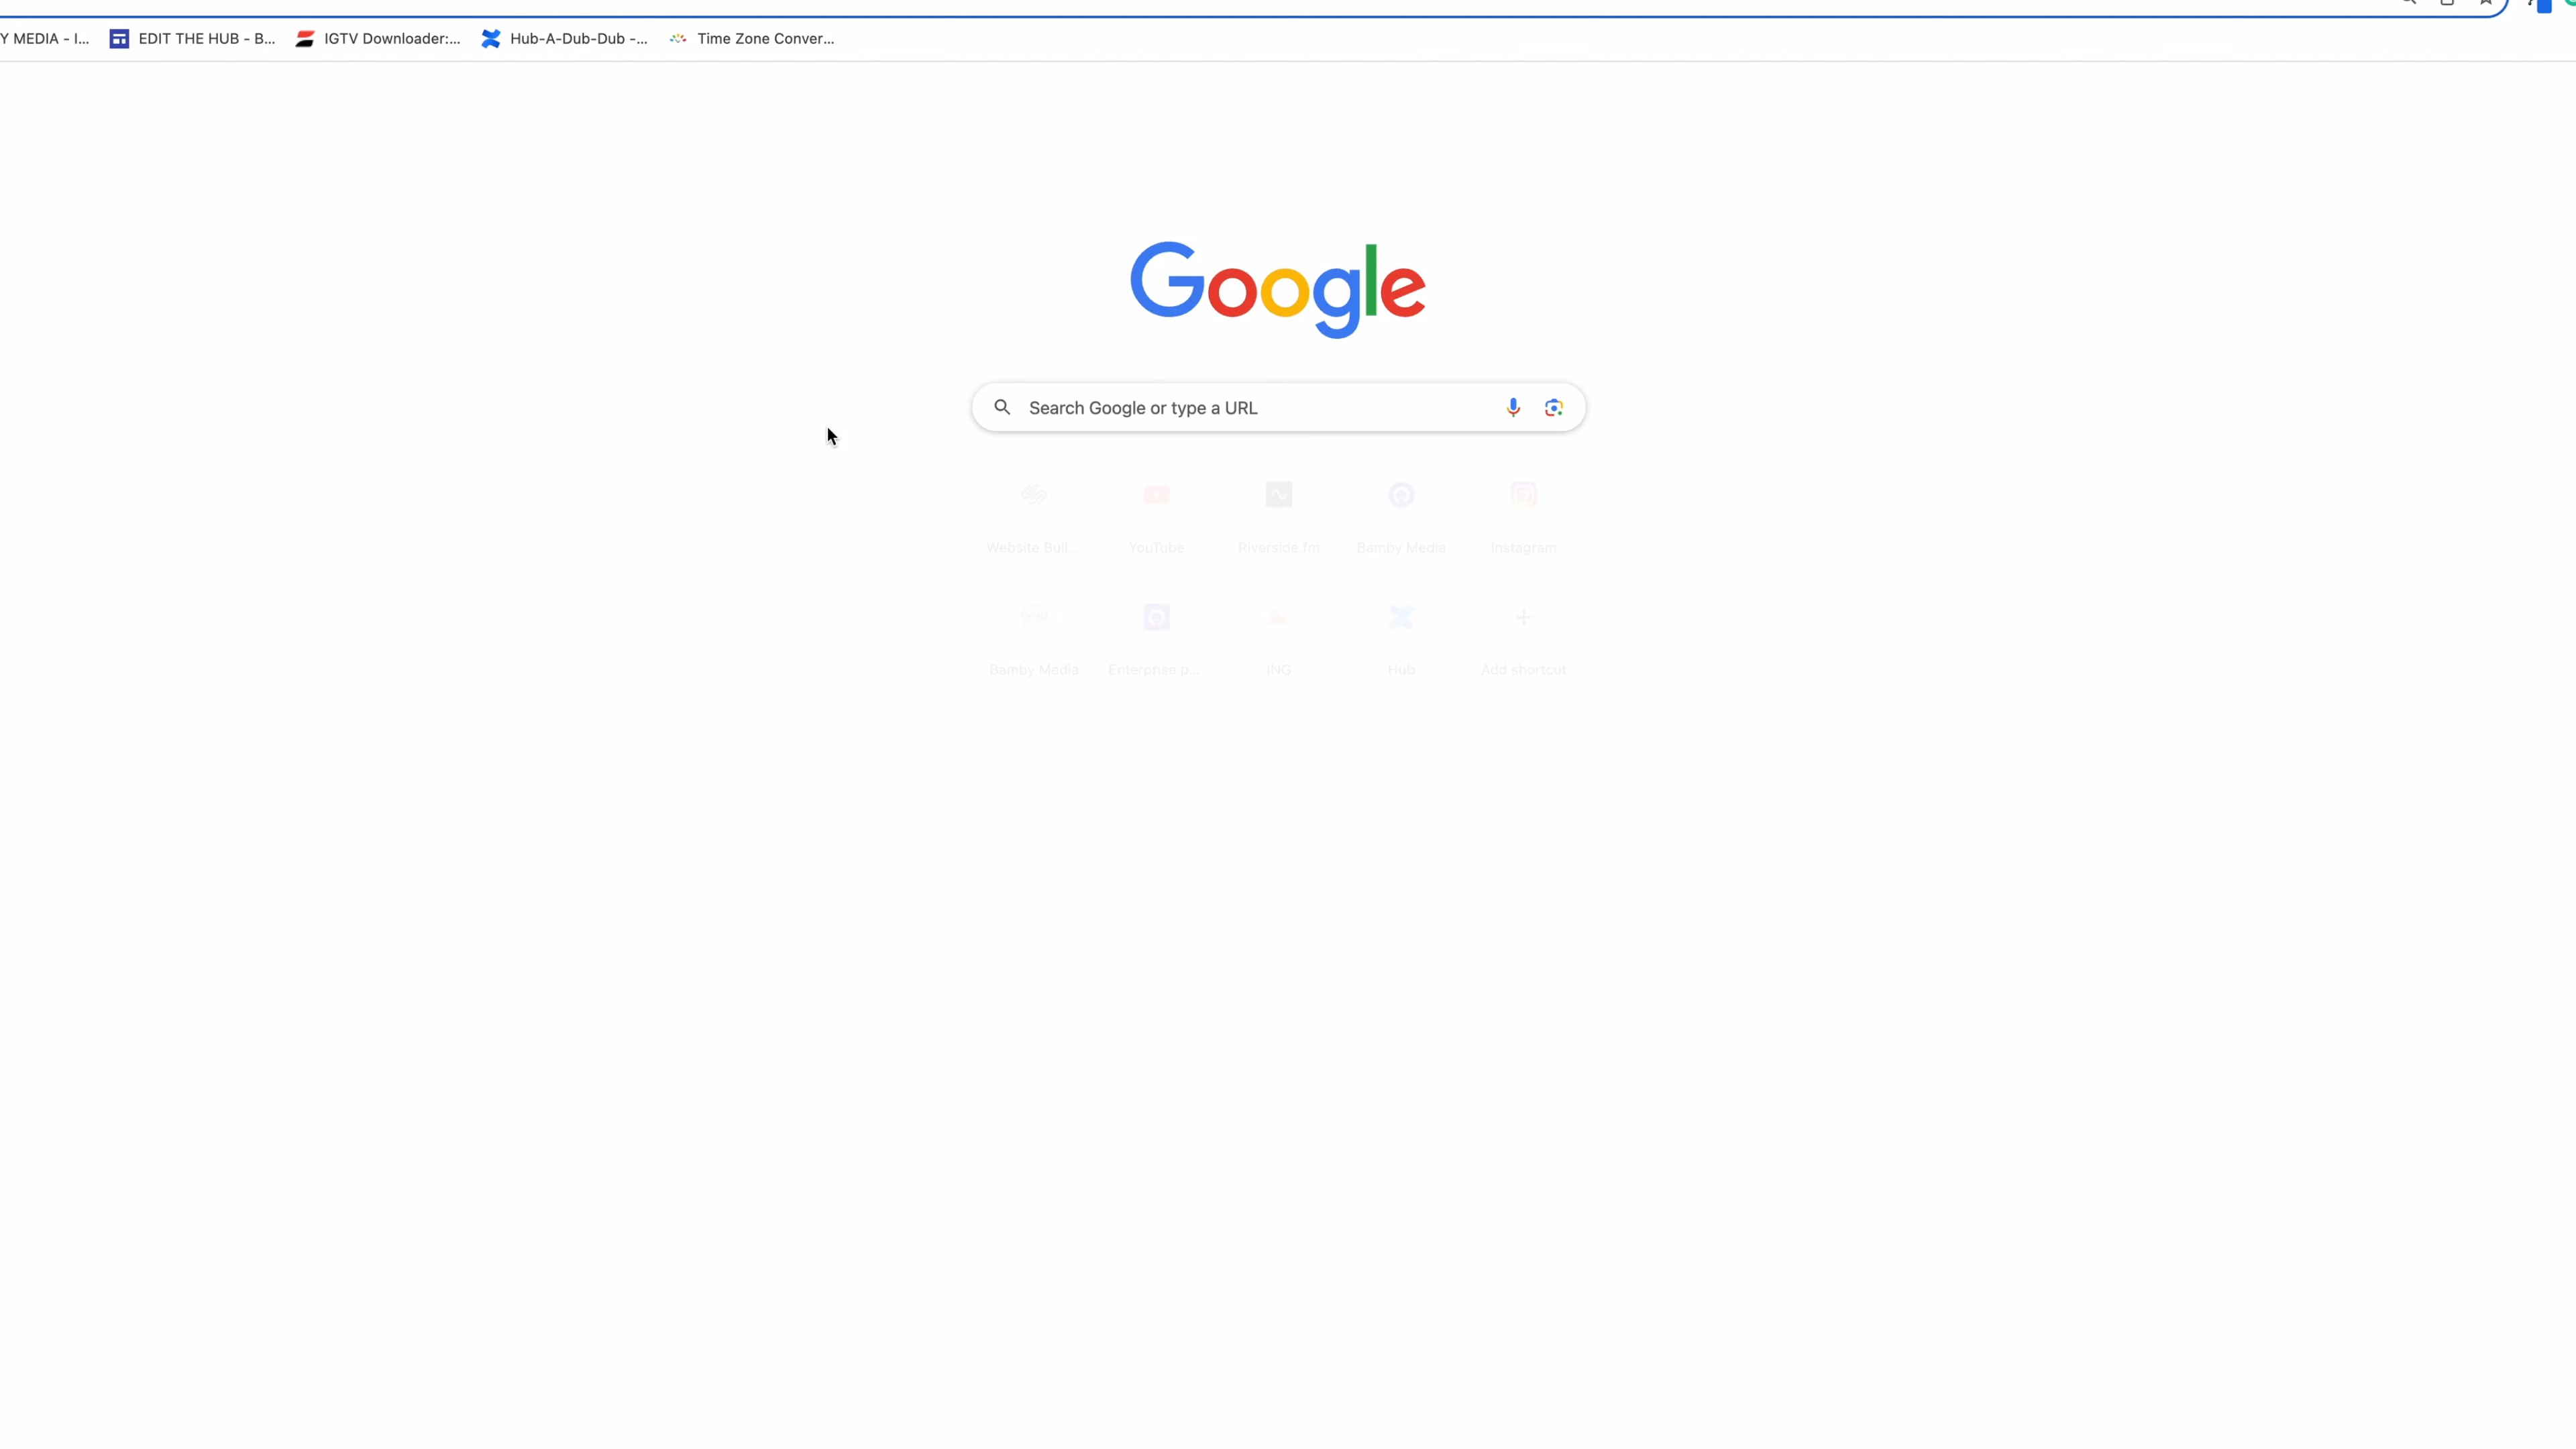 Y MEDIA - I... EDIT THE HUB - B... IGTV Downloader:... Hub-A-Dub-Dub -... Time Zone Conver...
Google
Search Google or type a URL
Website Buil... YouTube Riverside.fm Bamby Media Instagram
Bamby Media Enterprise p... ING Hub Add shortcut